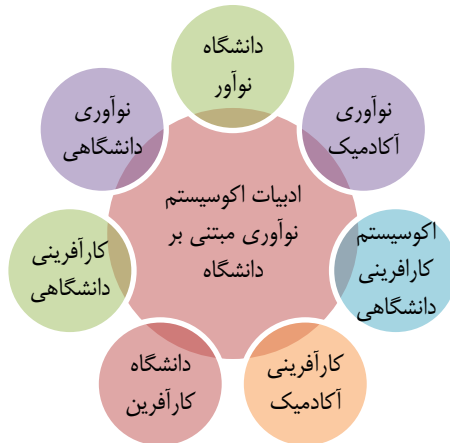 دانشگاه
نوآور
نوآوری
آکادمیک
اکوسیستم
کارافرینی
دانشگاهی
کارآفرینی
آکادمیک
دانشگاه
کارآفرین
کارآفرینی
دانشگاهی
نوآوری
دانشگاهی
ادبیات اکوسیستم
نوآوری مبتنی بر
دانشگاه